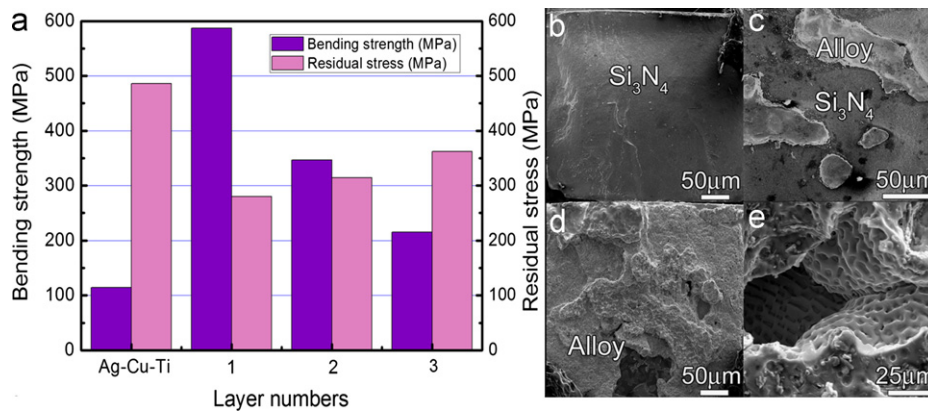 a
600
500
400
300
200
100
0
Bending strength (MPa)
Bending strength (MPa)
Residual stress (MPa)
600
500
400
300
200
100
0
Residual stress (MPa)
Ag-Cu-Ti 1 2 3
Layer numbers
b
Si₃N₄
50μm
c
Alloy
Si₃N₄
50μm
d
Alloy
50μm
e
25μm